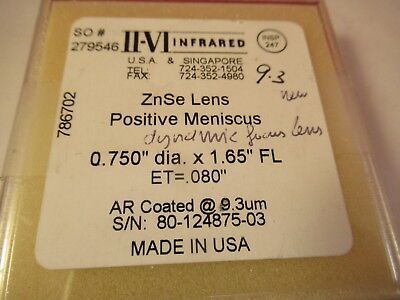 SO #
279546
II-VI INFRARED
INSP
247
U.S.A. & SINGAPORE
TEL: 724-352-1504
FAX: 724-352-4980
9.3
new
786702
ZnSe Lens
Positive Meniscus
dynamic focus lens
0.750" dia. x 1.65" FL
ET=.080"
AR Coated @ 9.3um
S/N: 80-124875-03
MADE IN USA